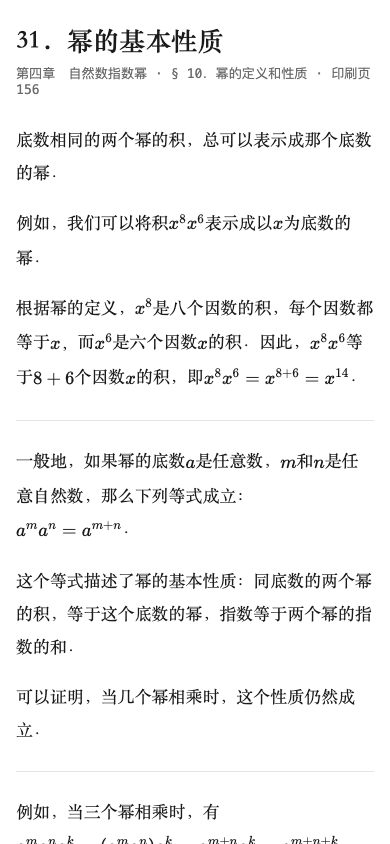 31. 幂的基本性质
第四章 自然数指数幂 · § 10. 幂的定义和性质 · 印刷页
156
底数相同的两个幂的积，总可以表示成那个底数
的幂.
例如，我们可以将积x⁸x⁶表示成以x为底数的
幂.
根据幂的定义，x⁸是八个因数的积，每个因数都
等于x，而x⁶是六个因数x的积. 因此，x⁸x⁶等
于8 + 6个因数x的积，即x⁸x⁶ = x⁸⁺⁶ = x¹⁴.
一般地，如果幂的底数a是任意数，m和n是任
意自然数，那么下列等式成立：
aᵐaⁿ = aᵐ⁺ⁿ.
这个等式描述了幂的基本性质：同底数的两个幂
的积，等于这个底数的幂，指数等于两个幂的指
数的和.
可以证明，当几个幂相乘时，这个性质仍然成
立.
例如，当三个幂相乘时，有